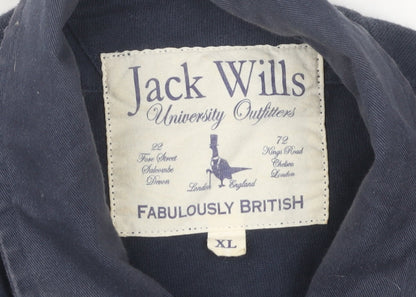 Jack Wills
University Outfitters
22
Fore Street
Salcombe
Devon
72
Kings Road
Chelsea
London
London England
FABULOUSLY BRITISH
XL